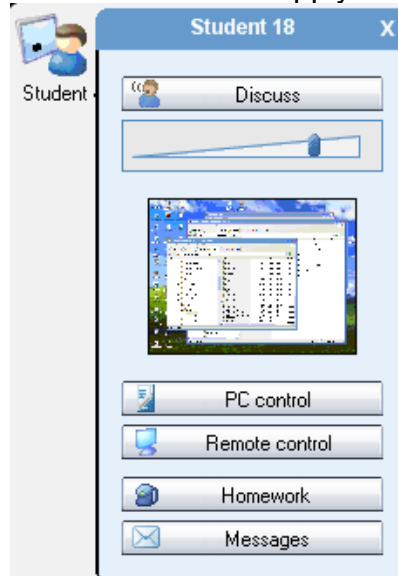 Student 18
X
Student
Discuss
PC control
Remote control
Homework
Messages